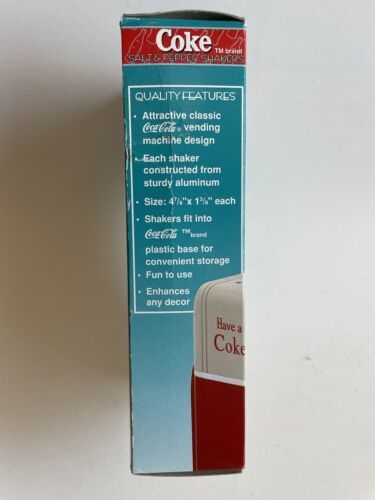 Coke TM brand
SALT & PEPPER SHAKERS
QUALITY FEATURES
• Attractive classic
Coca-Cola® vending
machine design
• Each shaker
constructed from
sturdy aluminum
• Size: 4⅞"x 1⅜" each
• Shakers fit into
Coca-Cola TM brand
plastic base for
convenient storage
• Fun to use
• Enhances
any decor
Have a
Coke